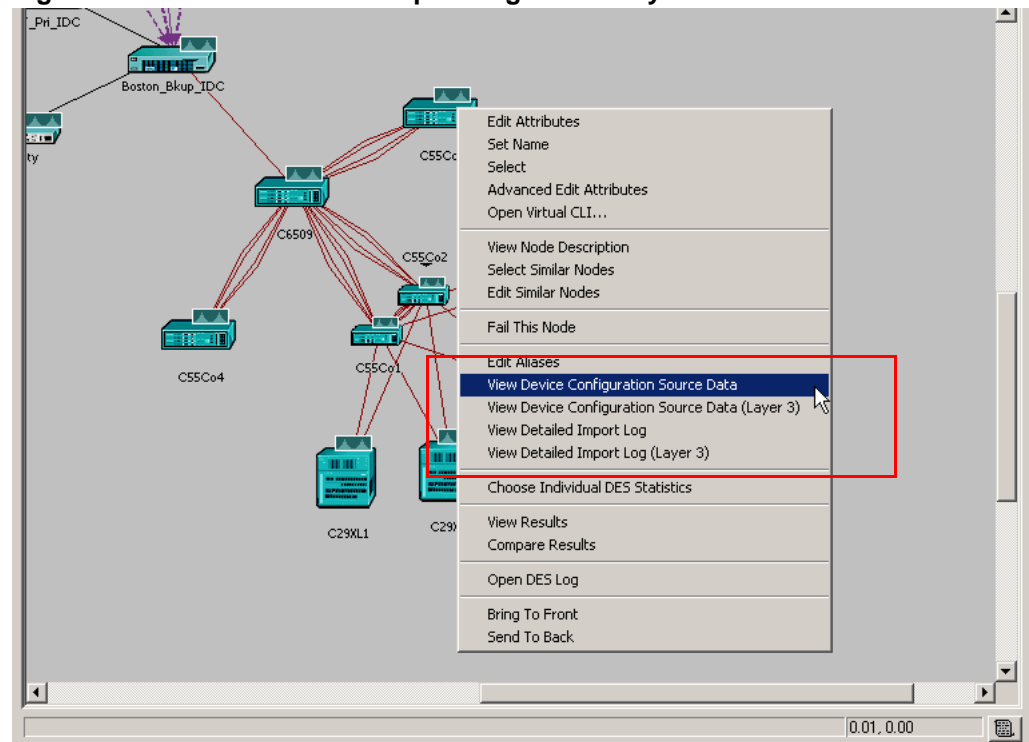 _Pri_IDC
Boston_Bkup_IDC
ty
C55Co
C6509
C55Co2
C55Co4
C55Co1
C29XL1
C29X
Edit Attributes
Set Name
Select
Advanced Edit Attributes
Open Virtual CLI...
View Node Description
Select Similar Nodes
Edit Similar Nodes
Fail This Node
Edit Aliases
View Device Configuration Source Data
View Device Configuration Source Data (Layer 3)
View Detailed Import Log
View Detailed Import Log (Layer 3)
Choose Individual DES Statistics
View Results
Compare Results
Open DES Log
Bring To Front
Send To Back
0.01, 0.00